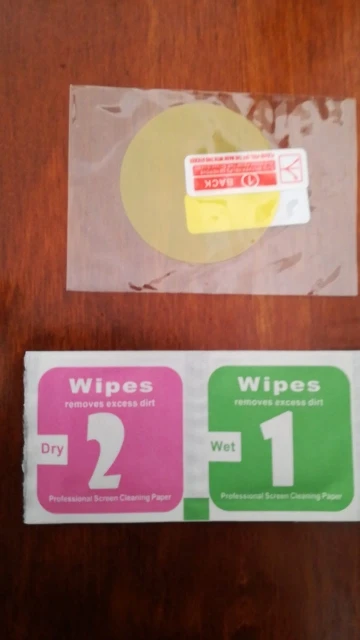 1 BACK
Wipes
removes excess dirt
Dry
2
Professional Screen Cleaning Paper
Wipes
removes excess dirt
Wet
1
Professional Screen Cleaning Paper